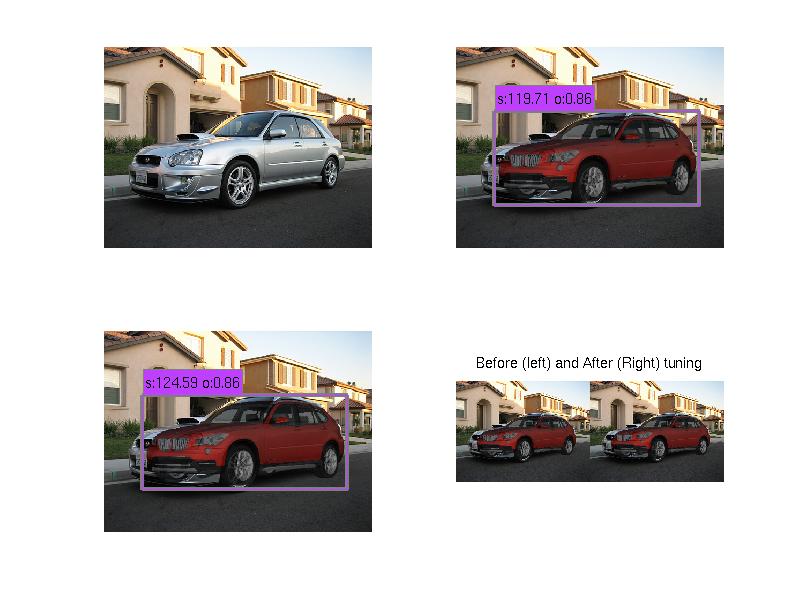 s:119.71 o:0.86
s:124.59 o:0.86
Before (left) and After (Right) tuning